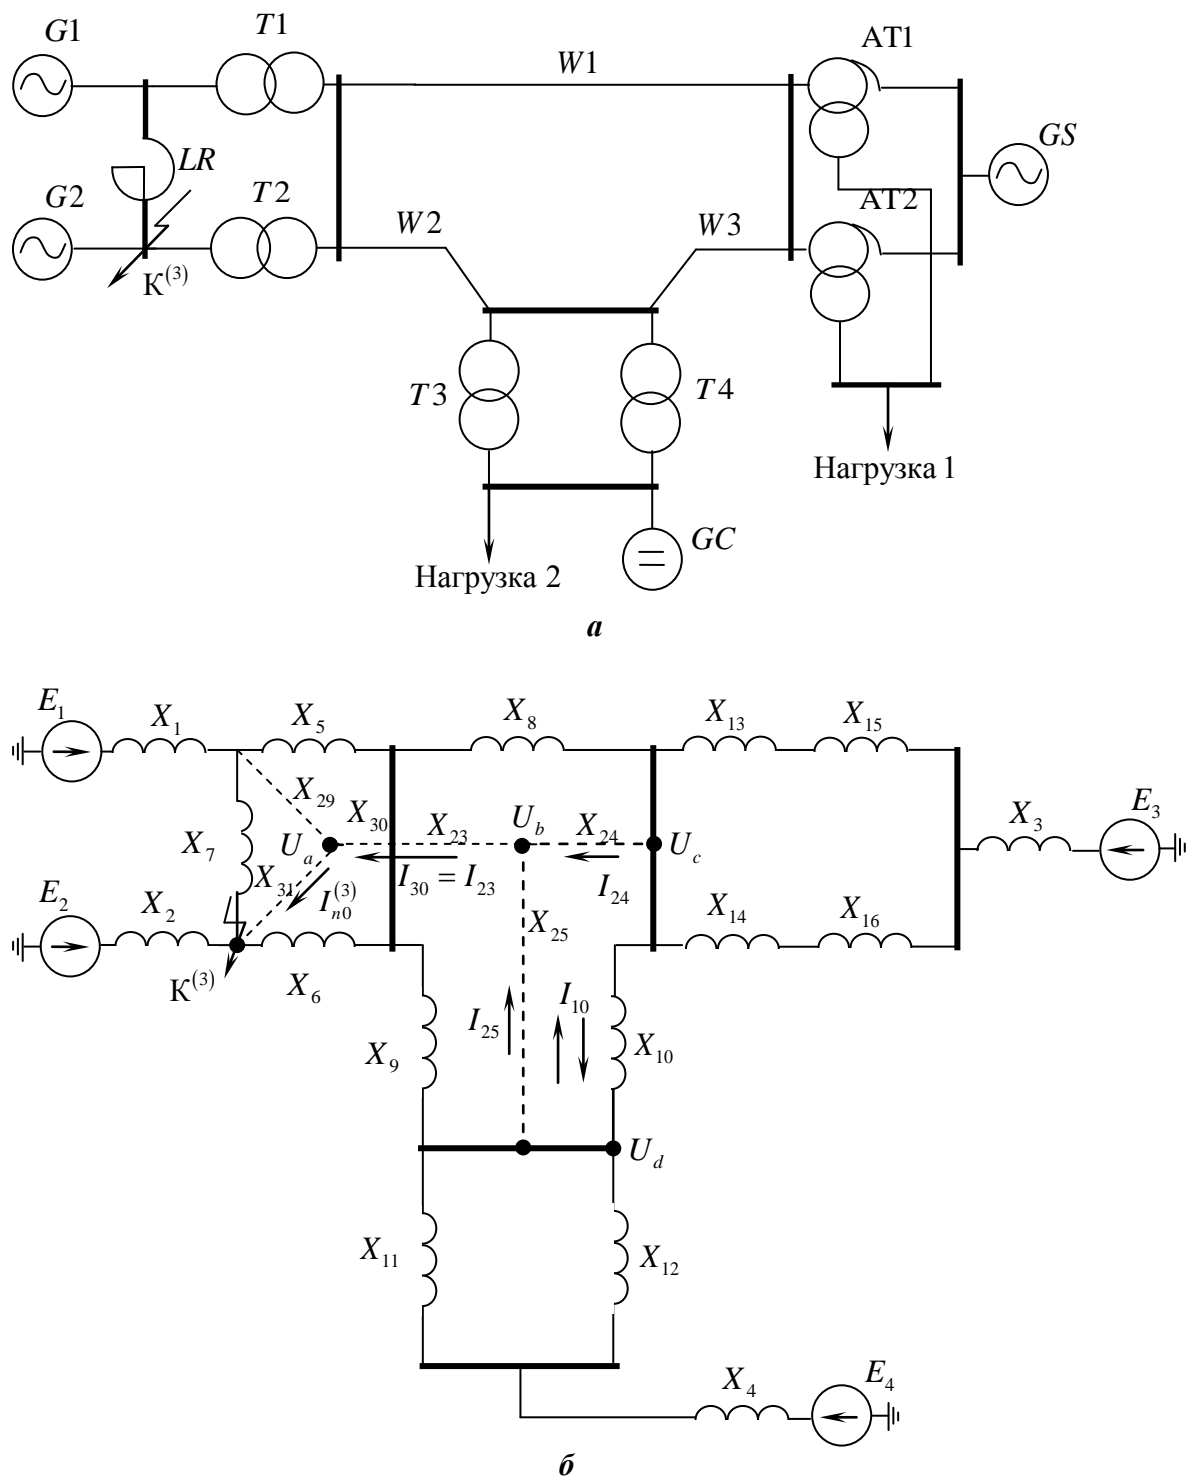 G1
T1
W1
АТ1
LR
GS
G2
T2
W2
W3
АТ2
К(3)
T3
T4
Нагрузка 1
GC
Нагрузка 2
а
E1
X1
X5
X8
X13
X15
X29
X30
X23
Ub
X24
Uc
X3
E3
X7
Ua
X31
I(3)n0
I30 = I23
I24
E2
X2
X25
X14
X16
К(3)
X6
I25
I10
X9
X10
Ud
X11
X12
X4
E4
б